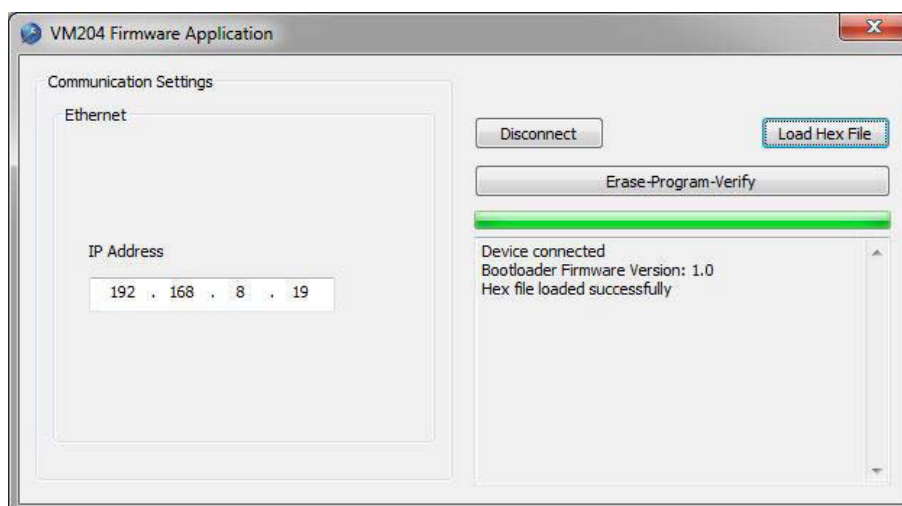 VM204 Firmware Application
Communication Settings
Ethernet
IP Address
192 . 168 . 8 . 19
Disconnect
Load Hex File
Erase-Program-Verify
Device connected
Bootloader Firmware Version: 1.0
Hex file loaded successfully